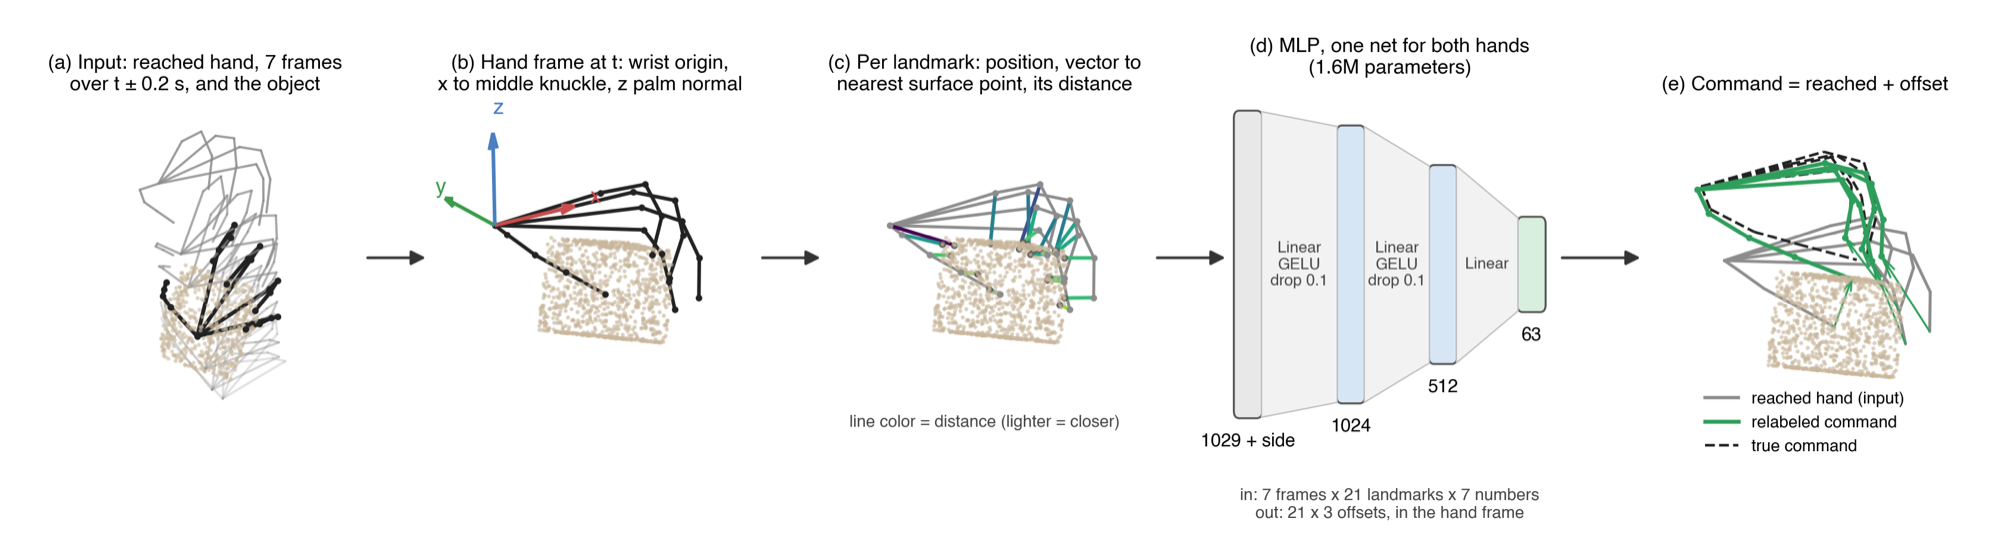 (a) Input: reached hand, 7 frames
over t ± 0.2 s, and the object
(b) Hand frame at t: wrist origin,
x to middle knuckle, z palm normal
z
y
x
(c) Per landmark: position, vector to
nearest surface point, its distance
line color = distance (lighter = closer)
(d) MLP, one net for both hands
(1.6M parameters)
Linear
GELU
drop 0.1
Linear
GELU
drop 0.1
Linear
1029 + side
1024
512
63
in: 7 frames x 21 landmarks x 7 numbers
out: 21 x 3 offsets, in the hand frame
(e) Command = reached + offset
reached hand (input)
relabeled command
true command